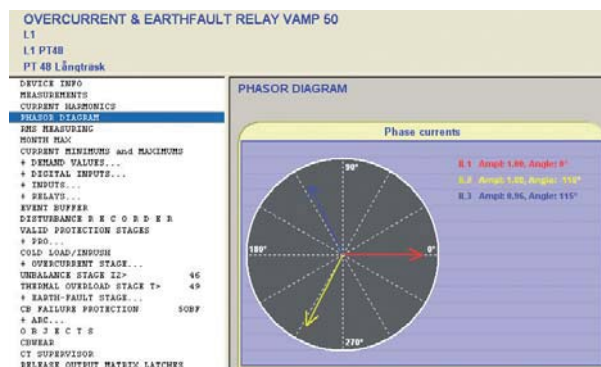 OVERCURRENT & EARTHFAULT RELAY VAMP 50
L1
L1 PT48
PT 48 Långträsk
DEVICE INFO
MEASUREMENTS
CURRENT HARMONICS
PHASOR DIAGRAM
RMS MEASURING
MONTH MAX
CURRENT MINIMUMS and MAXIMUMS
+ DEMAND VALUES...
+ DIGITAL INPUTS...
+ INPUTS...
+ RELAYS...
EVENT BUFFER
DISTURBANCE R E C O R D E R
VALID PROTECTION STAGES
+ PRO...
COLD LOAD/INRUSH
+ OVERCURRENT STAGE...
UNBALANCE STAGE I2> 46
THERMAL OVERLOAD STAGE T> 49
+ EARTH-FAULT STAGE...
CB FAILURE PROTECTION 50BF
+ ARC...
O B J E C T S
CBWEAR
CT SUPERVISOR
RELEASE OUTPUT MATRIX LATCHES
PHASOR DIAGRAM
Phase currents
90°
180°
0°
270°
IL1 Ampl: 1.00, Angle: 0°
IL2 Ampl: 1.00, Angle: -118°
IL3 Ampl: 0.96, Angle: 115°